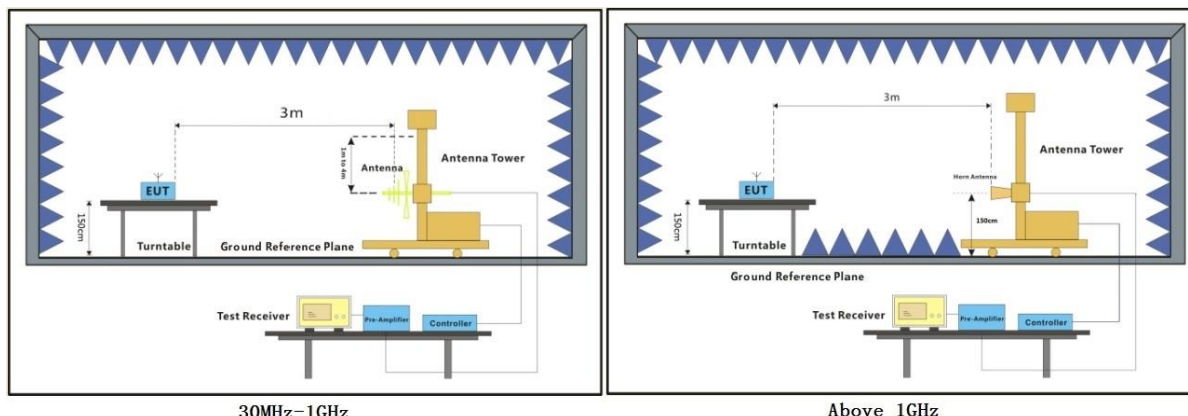 3m
1m to 4m
Antenna
Antenna Tower
EUT
150cm
Turntable
Ground Reference Plane
Test Receiver
Pre-Amplifier
Controller
30MHz-1GHz
3m
Antenna Tower
Horn Antenna
EUT
150cm
150cm
Turntable
Ground Reference Plane
Test Receiver
Pre-Amplifier
Controller
Above 1GHz